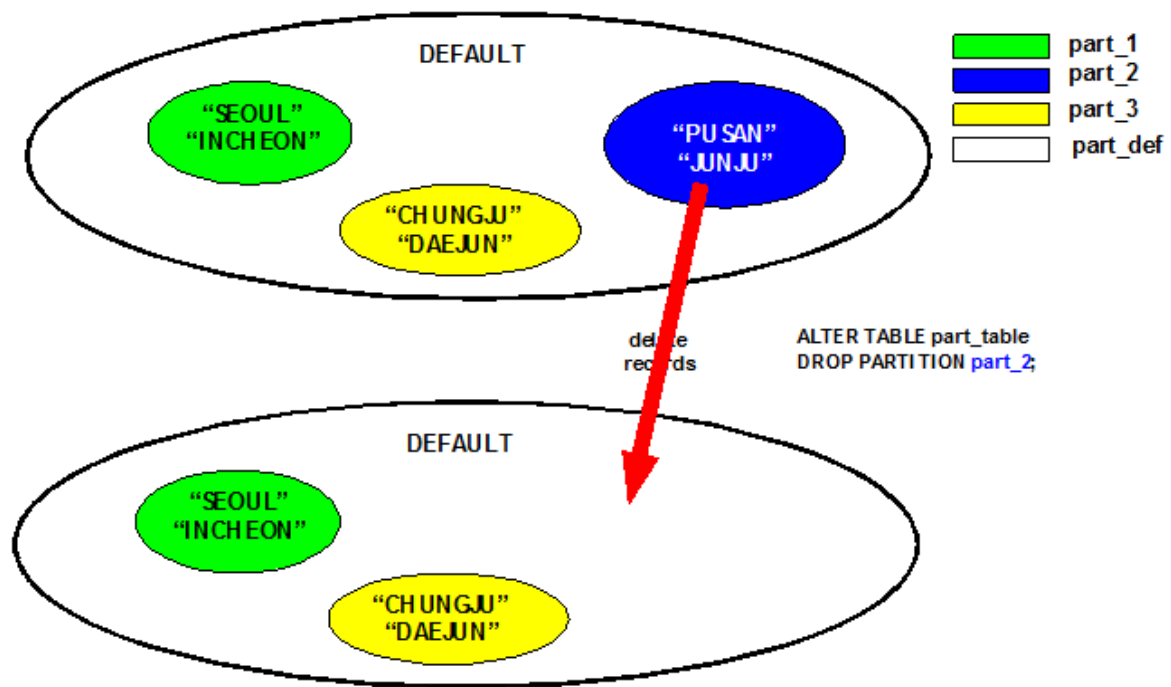 DEFAULT
part_1
part_2
part_3
part_def
“SEOUL”
“INCHEON”
“PUSAN”
“JUNJU”
“CHUNGJU”
“DAEJUN”
delete
records
ALTER TABLE part_table
DROP PARTITION part_2;
DEFAULT
“SEOUL”
“INCHEON”
“CHUNGJU”
“DAEJUN”